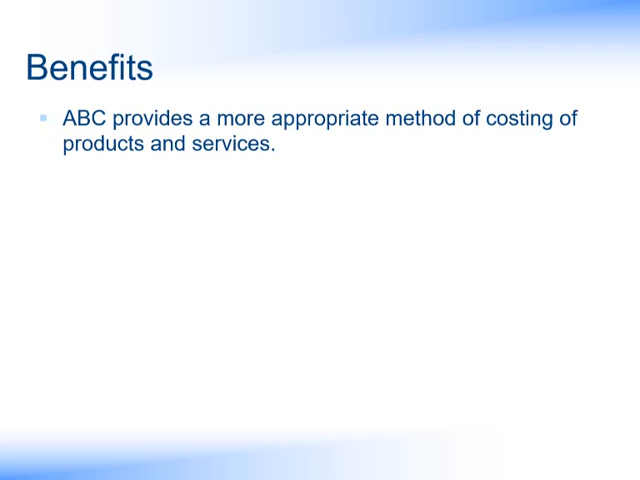 Benefits
ABC provides a more appropriate method of costing of
products and services.